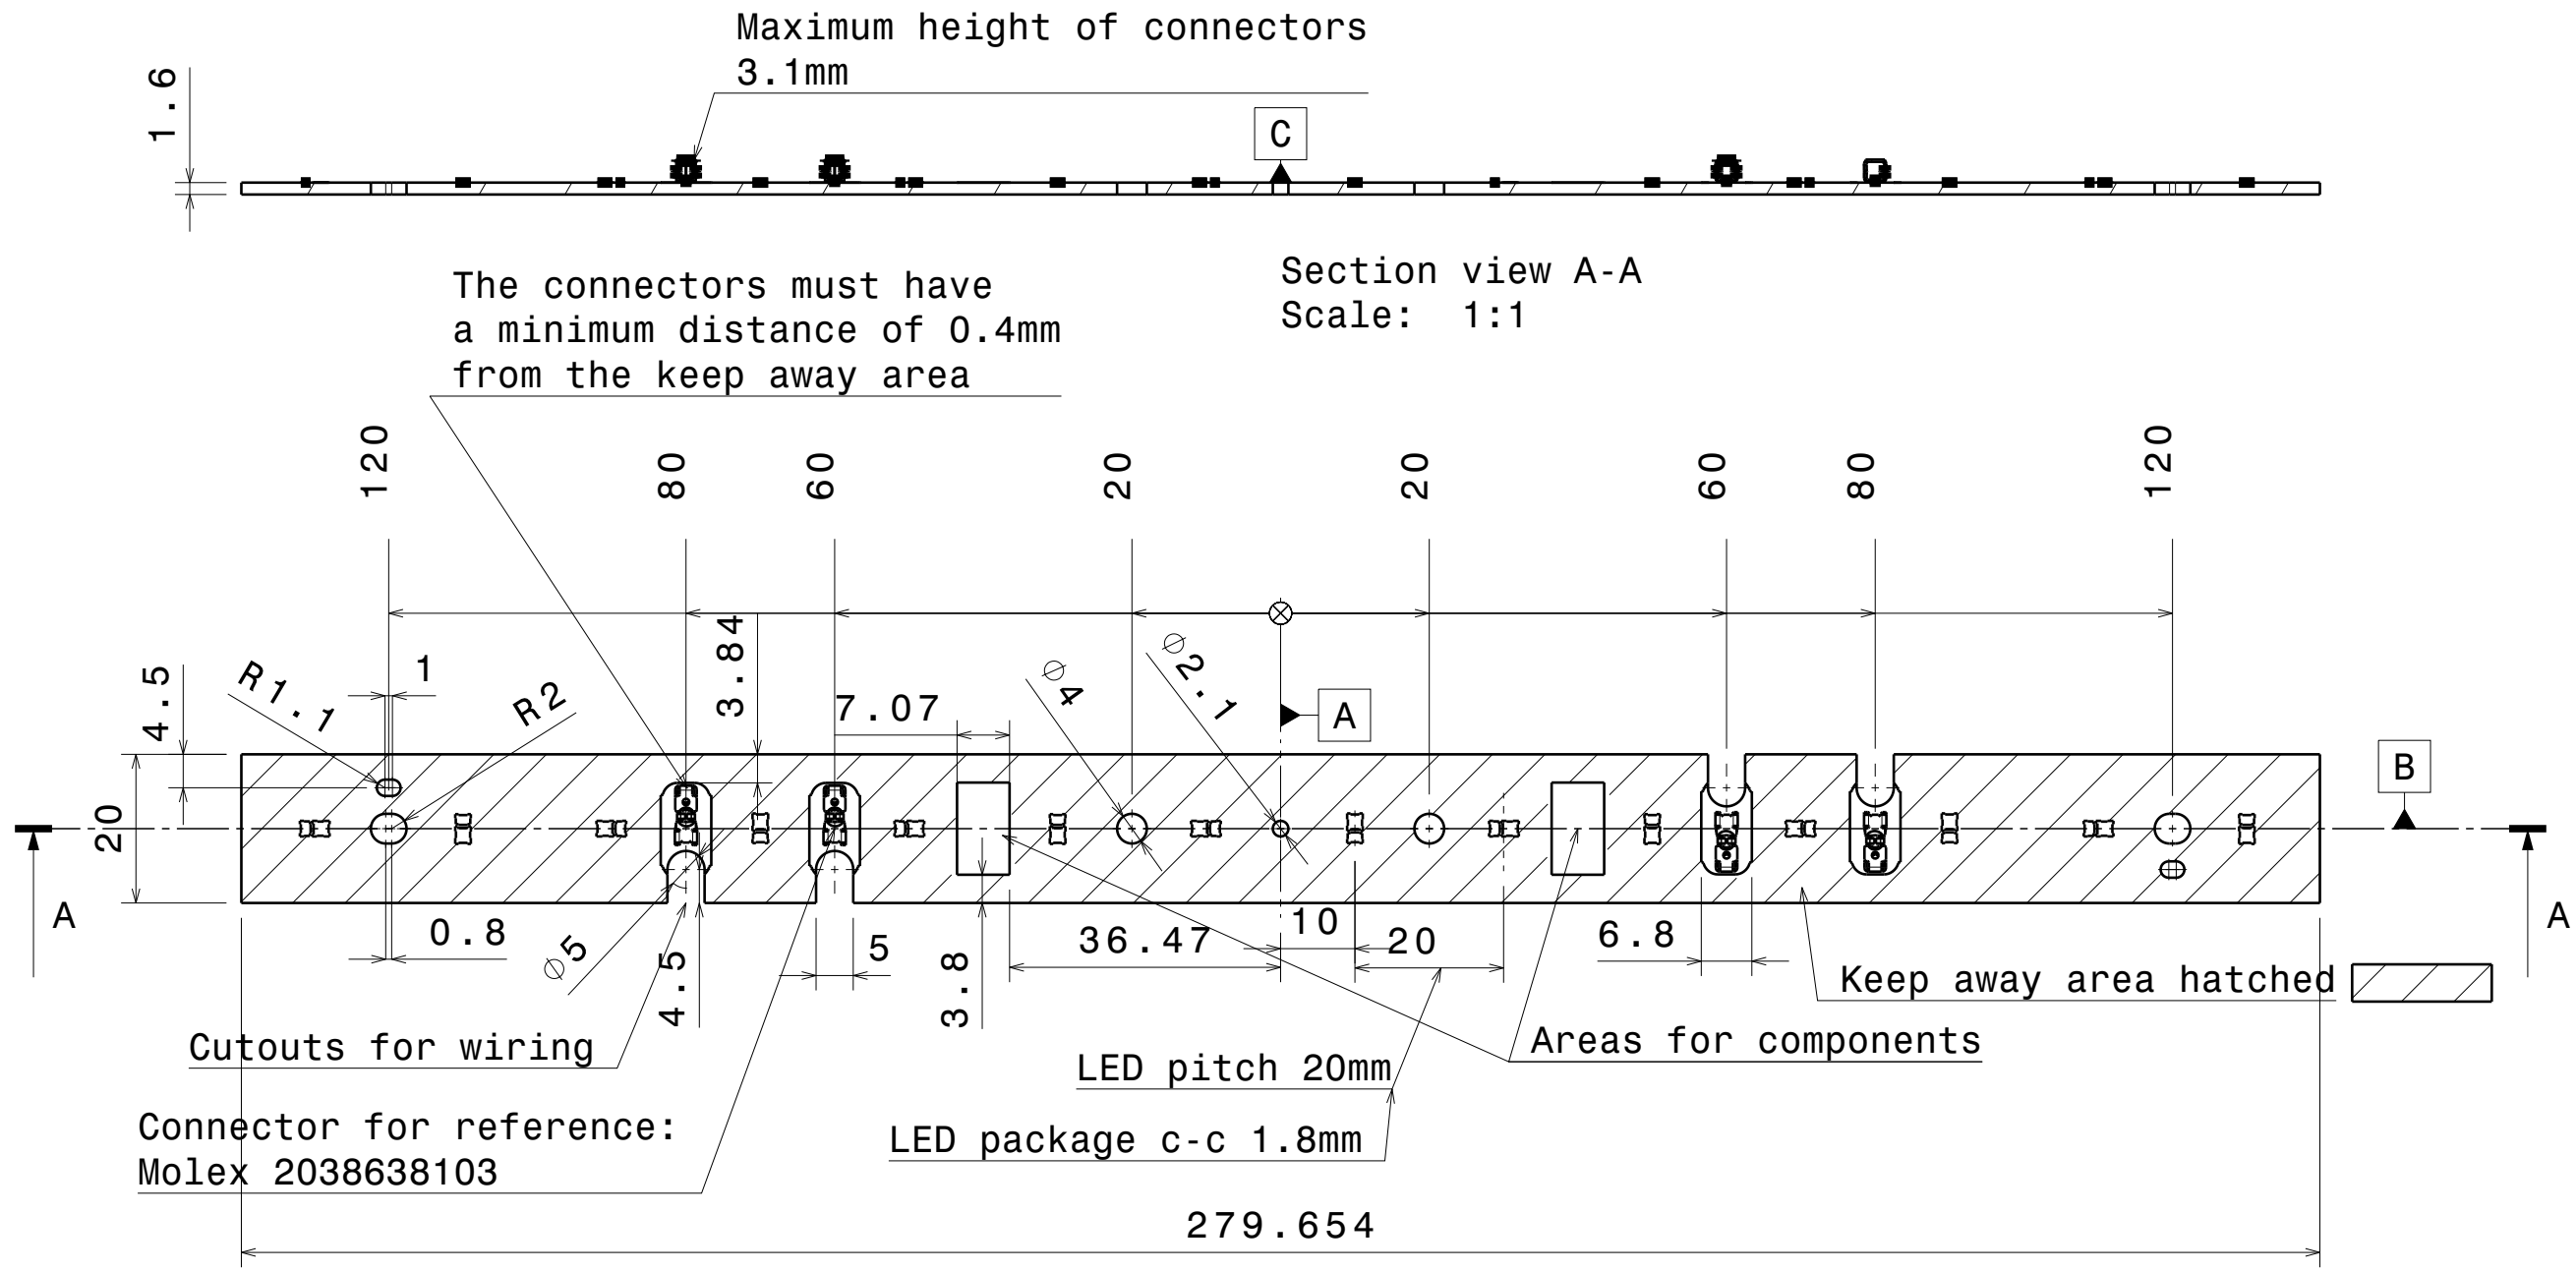 Maximum height of connectors
3.1mm
1.6
C
Section view A-A
Scale: 1:1
The connectors must have
a minimum distance of 0.4mm
from the keep away area
120
80
60
20
20
60
80
120
4.5
R1.1
1
R2
3.84
7.07
⌀4
⌀2.1
A
B
20
A
A
0.8
⌀5
4.5
5
3.8
36.47
10
20
6.8
Keep away area hatched
Cutouts for wiring
Areas for components
LED pitch 20mm
LED package c-c 1.8mm
Connector for reference:
Molex 2038638103
279.654